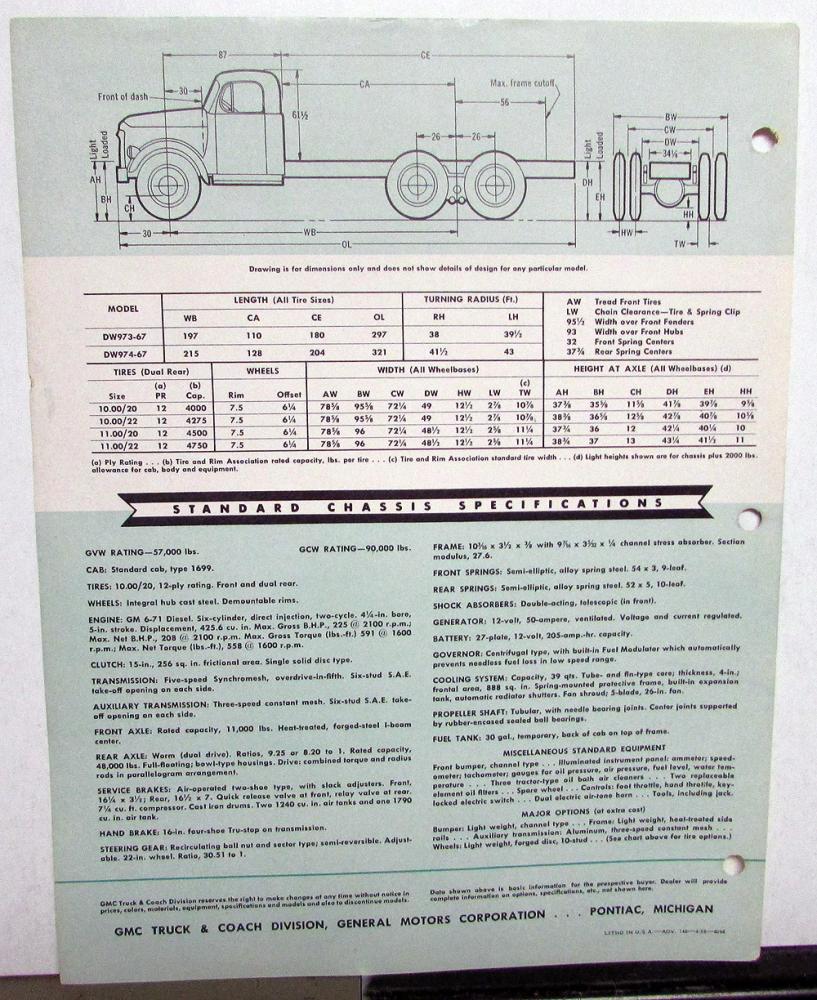 87
CE
30
CA
Max. frame cutoff
Front of dash
56
61½
26
26
BW
CW
DW
34⅛
Light
Loaded
AH
BH
CH
Light
Loaded
DH
EH
HH
30
WB
HW
TW
OL
Drawing is for dimensions only and does not show details of design for any particular model.
MODEL LENGTH (All Tire Sizes) TURNING RADIUS (Ft.)
WB CA CE OL RH LH
DW973-67 197 110 180 297 38 39½
DW974-67 215 128 204 321 41½ 43
AW Tread Front Tires
LW Chain Clearance—Tire & Spring Clip
95½ Width over Front Fenders
93 Width over Front Hubs
32 Front Spring Centers
37¾ Rear Spring Centers
TIRES (Dual Rear) WHEELS WIDTH (All Wheelbases) HEIGHT AT AXLE (All Wheelbases) (d)
(a) (b) (c)
Size PR Cap. Rim Offset AW BW CW DW HW LW TW AH BH CH DH EH HH
10.00/20 12 4000 7.5 6¼ 78⅝ 95⅝ 72¼ 49 12½ 2⅞ 10⅞ 37⅜ 35⅝ 11⅝ 41⅞ 39⅞ 9⅝
10.00/22 12 4275 7.5 6¼ 78⅝ 95⅝ 72¼ 49 12½ 2⅞ 10⅞ 38⅜ 36⅝ 12⅝ 42⅞ 40⅞ 10⅝
11.00/20 12 4500 7.5 6¼ 78⅝ 96 72¼ 48½ 12½ 2⅜ 11¼ 37¾ 36 12 42¼ 40¼ 10
11.00/22 12 4750 7.5 6¼ 78⅝ 96 72¼ 48½ 12½ 2⅜ 11¼ 38¾ 37 13 43¼ 41½ 11
(a) Ply Rating . . . (b) Tire and Rim Association rated capacity, lbs. per tire . . . (c) Tire and Rim Association standard tire width . . . (d) Light heights shown are for chassis plus 2000 lbs.
allowance for cab, body and equipment.
STANDARD CHASSIS SPECIFICATIONS
GVW RATING—57,000 lbs. GCW RATING—90,000 lbs.
CAB: Standard cab, type 1699.
TIRES: 10.00/20, 12-ply rating. Front and dual rear.
WHEELS: Integral hub cast steel. Demountable rims.
ENGINE: GM 6-71 Diesel. Six-cylinder, direct injection, two-cycle. 4¼-in. bore,
5-in. stroke. Displacement, 425.6 cu. in. Max. Gross B.H.P., 225 @ 2100 r.p.m.;
Max. Net B.H.P., 208 @ 2100 r.p.m. Max. Gross Torque (lbs.-ft.) 591 @ 1600
r.p.m.; Max. Net Torque (lbs.-ft.), 558 @ 1600 r.p.m.
CLUTCH: 15-in., 256 sq. in. frictional area. Single solid disc type.
TRANSMISSION: Five-speed Synchromesh, overdrive-in-fifth. Six-stud S.A.E.
take-off opening on each side.
AUXILIARY TRANSMISSION: Three-speed constant mesh. Six-stud S.A.E. take-
off opening on each side.
FRONT AXLE: Rated capacity, 11,000 lbs. Heat-treated, forged-steel I-beam
center.
REAR AXLE: Worm (dual drive). Ratios, 9.25 or 8.20 to 1. Rated capacity,
48,000 lbs. Full-floating; bowl-type housings. Drive: combined torque and radius
rods in parallelogram arrangement.
SERVICE BRAKES: Air-operated two-shoe type, with slack adjusters. Front,
16¼ x 3½; Rear, 16½ x 7. Quick release valve at front, relay valve at rear.
7¼ cu. ft. compressor. Cast iron drums. Two 1240 cu. in. air tanks and one 1790
cu. in. air tank.
HAND BRAKE: 16-in. four-shoe Tru-stop on transmission.
STEERING GEAR: Recirculating ball nut and sector type; semi-reversible. Adjust-
able. 22-in. wheel. Ratio, 30.51 to 1.
FRAME: 10⁵⁄₁₆ x 3½ x ⅜ with 9⁷⁄₁₆ x 3⁵⁄₃₂ x ¼ channel stress absorber. Section
modulus, 27.6.
FRONT SPRINGS: Semi-elliptic, alloy spring steel. 54 x 3, 9-leaf.
REAR SPRINGS: Semi-elliptic, alloy spring steel. 52 x 5, 10-leaf.
SHOCK ABSORBERS: Double-acting, telescopic (in front).
GENERATOR: 12-volt, 50-ampere, ventilated. Voltage and current regulated.
BATTERY: 27-plate, 12-volt, 205-amp.-hr. capacity.
GOVERNOR: Centrifugal type, with built-in Fuel Modulator which automatically
prevents needless fuel loss in low speed range.
COOLING SYSTEM: Capacity, 39 qts. Tube- and fin-type core; thickness, 4-in.;
frontal area, 888 sq. in. Spring-mounted protective frame, built-in expansion
tank, automatic radiator shutters. Fan shroud; 5-blade, 26-in. fan.
PROPELLER SHAFT: Tubular, with needle bearing joints. Center joints supported
by rubber-encased sealed ball bearings.
FUEL TANK: 30 gal., temporary, back of cab on top of frame.
MISCELLANEOUS STANDARD EQUIPMENT
Front bumper, channel type . . . Illuminated instrument panel: ammeter; speed-
ometer; tachometer; gauges for oil pressure, air pressure, fuel level, water tem-
perature . . . Three tractor-type oil bath air cleaners . . . Two replaceable
element oil filters . . . Spare wheel . . . Controls: foot throttle, hand throttle, key-
locked electric switch . . . Dual electric air-tone horn . . . Tools, including jack.
MAJOR OPTIONS (at extra cost)
Bumper: Light weight, channel type . . . Frame: Light weight, heat-treated side
rails . . . Auxiliary transmission: Aluminum, three-speed constant mesh . . .
Wheels: Light weight, forged disc, 10-stud . . . (See chart above for tire options.)
GMC Truck & Coach Division reserves the right to make changes at any time without notice in
prices, colors, materials, equipment, specifications and models and also to discontinue models.
Data shown above is basic information for the prospective buyer. Dealer will provide
complete information on options, specifications, etc., not shown here.
GMC TRUCK & COACH DIVISION, GENERAL MOTORS CORPORATION . . . PONTIAC, MICHIGAN
LITHO IN U.S.A.—ADV.